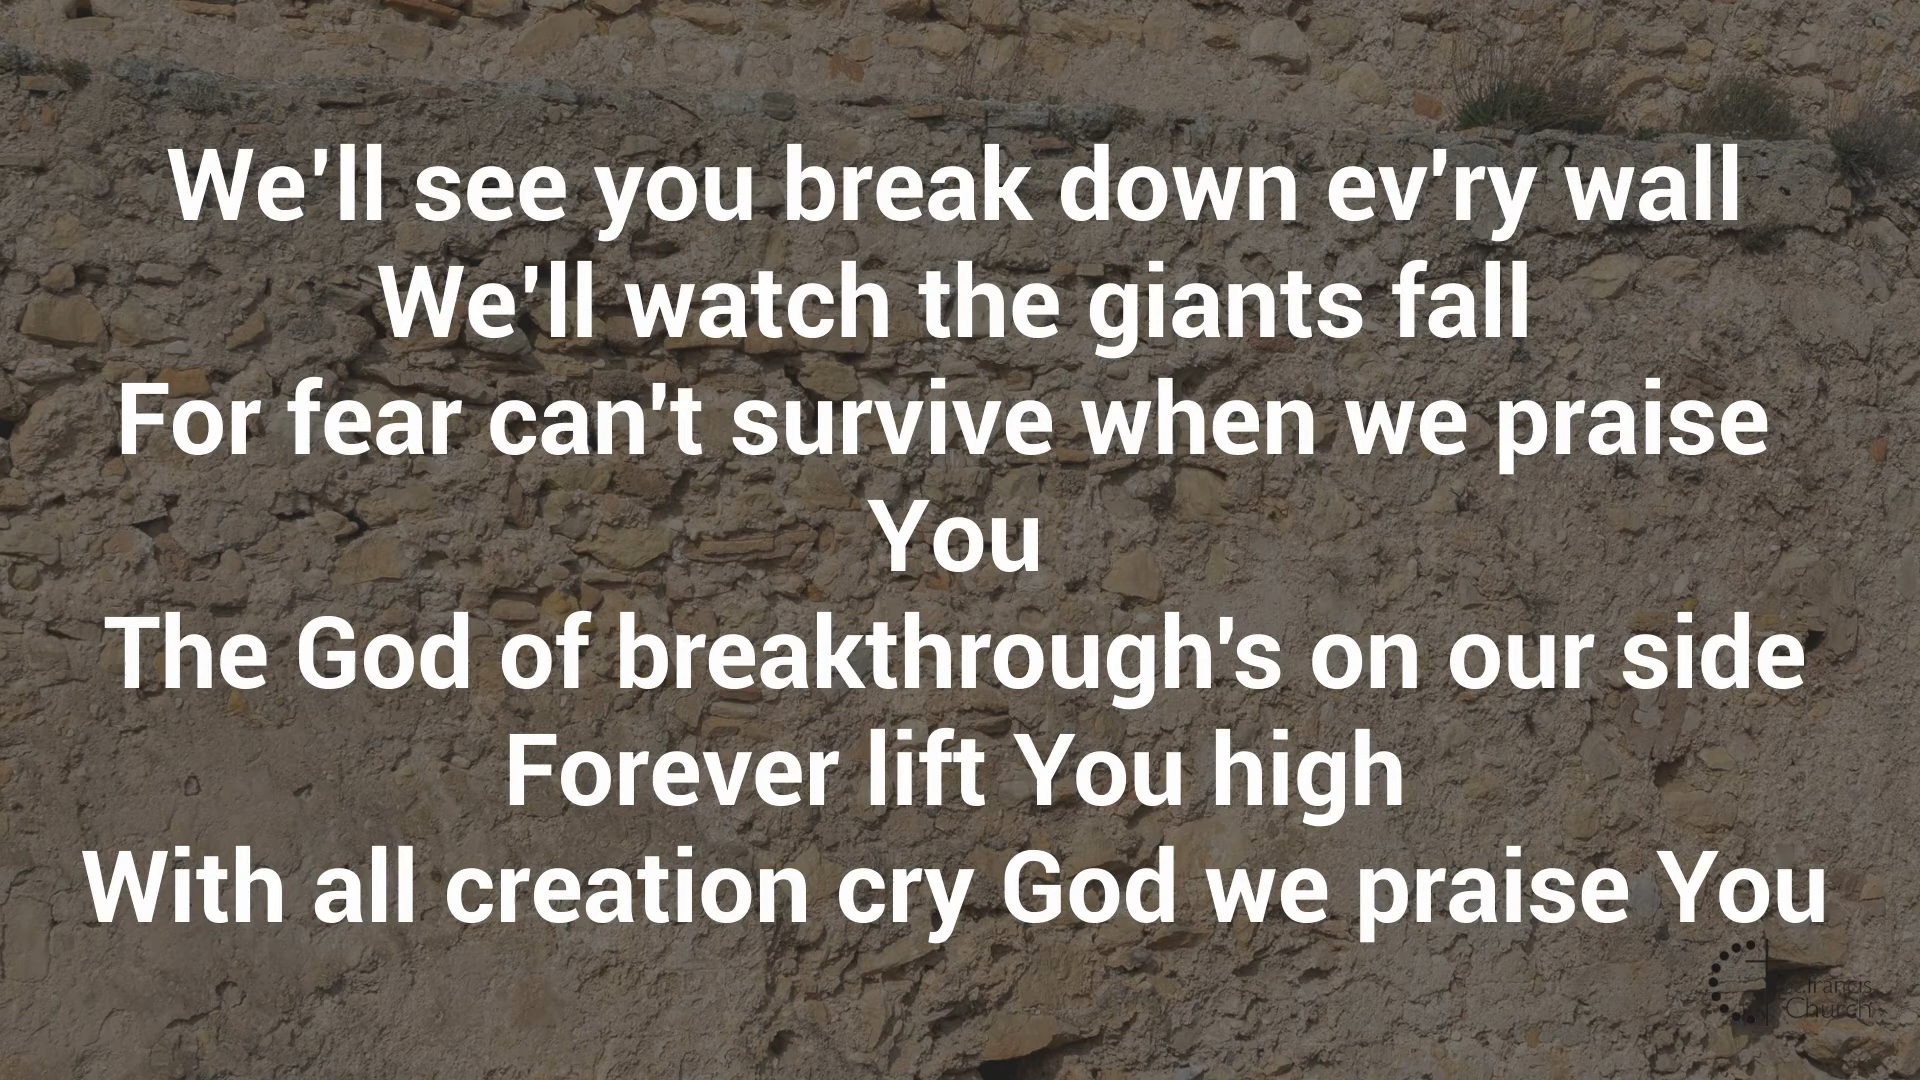 We'll see you break down ev'ry wall
We'll watch the giants fall
For fear can't survive when we praise
You
The God of breakthrough's on our side
Forever lift You high
With all creation cry God we praise You
francis
Church